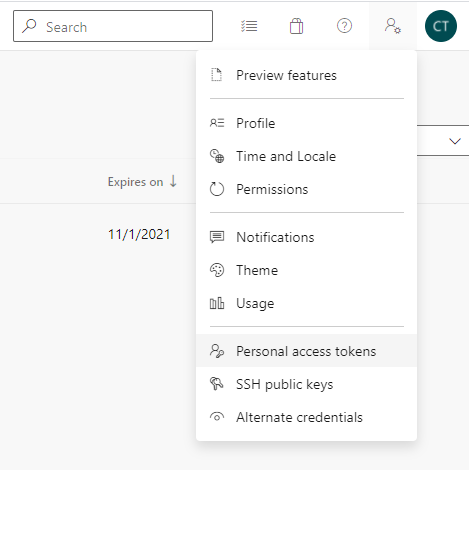 Search
CT
Preview features
Profile
Time and Locale
Expires on
Permissions
11/1/2021
Notifications
Theme
Usage
Personal access tokens
SSH public keys
Alternate credentials